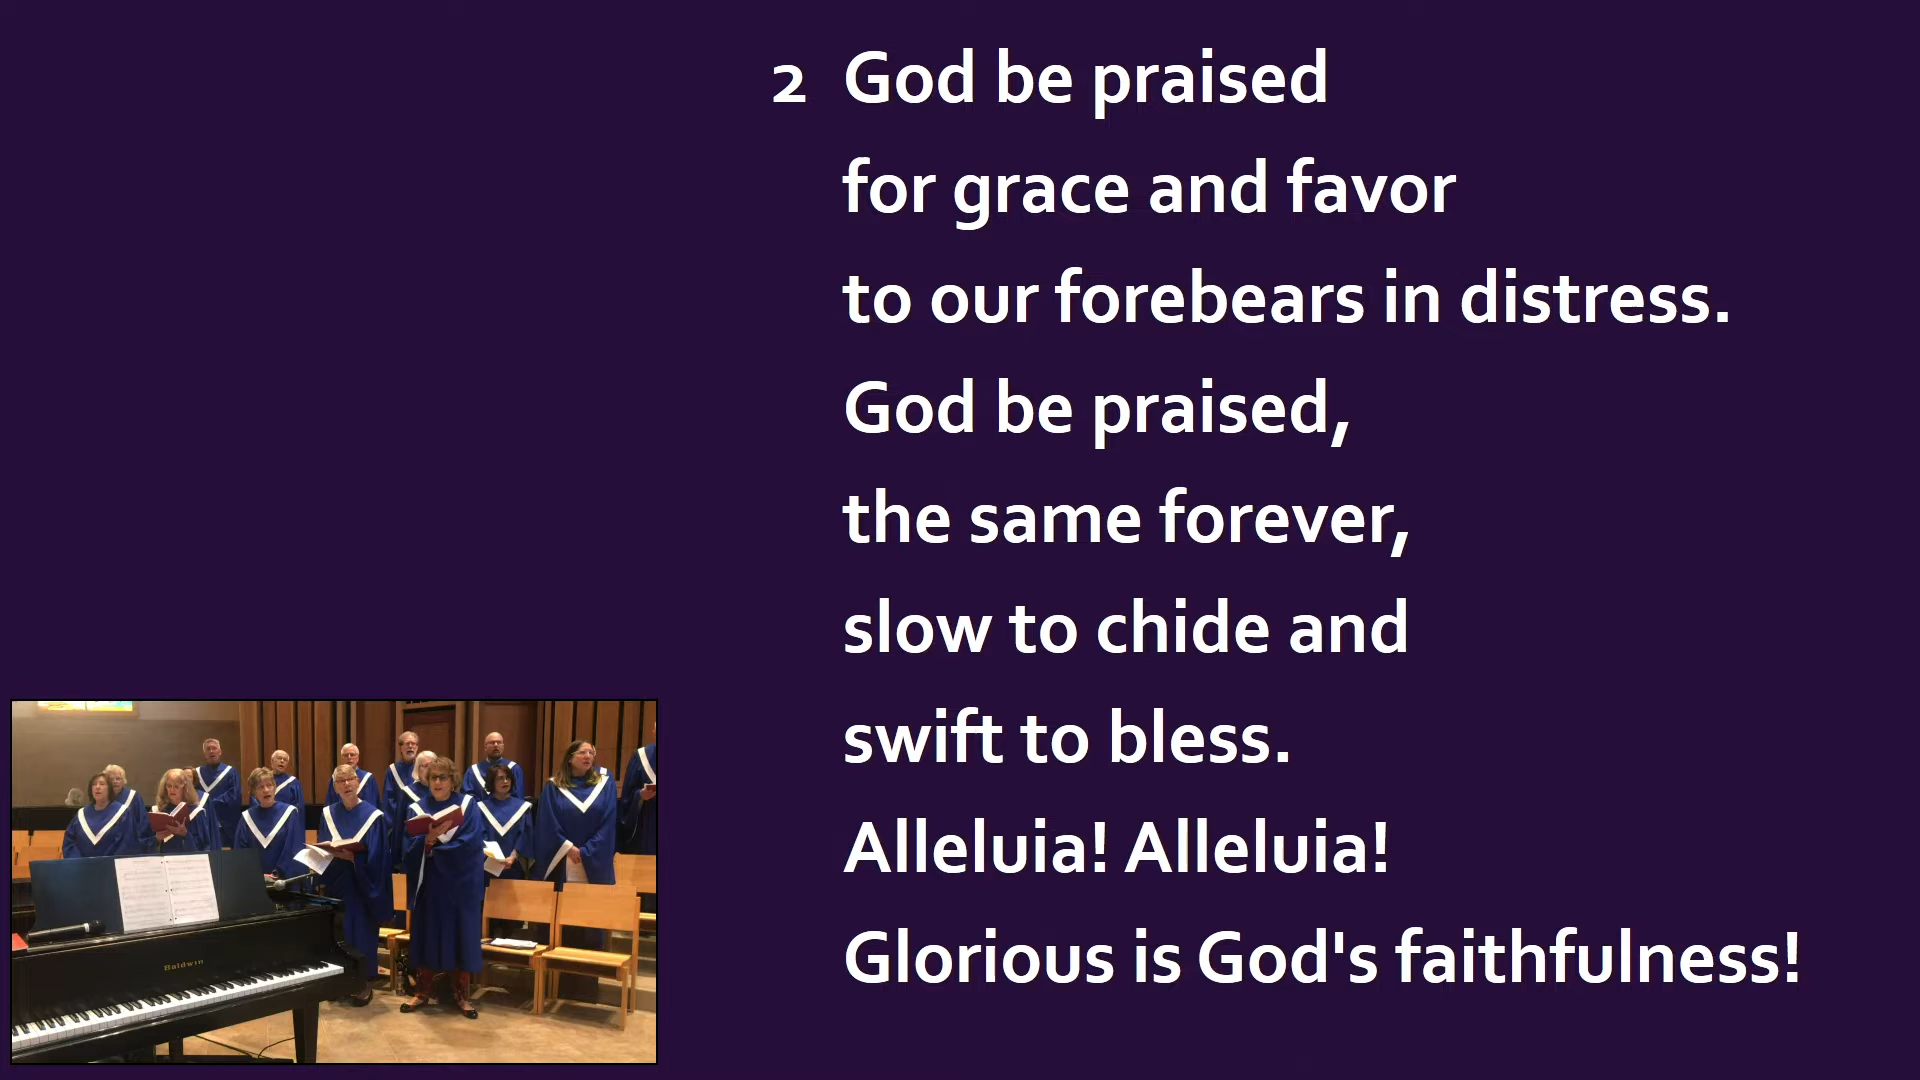 2 God be praised
for grace and favor
to our forebears in distress.
God be praised,
the same forever,
slow to chide and
swift to bless.
Alleluia! Alleluia!
Glorious is God's faithfulness!
Baldwin